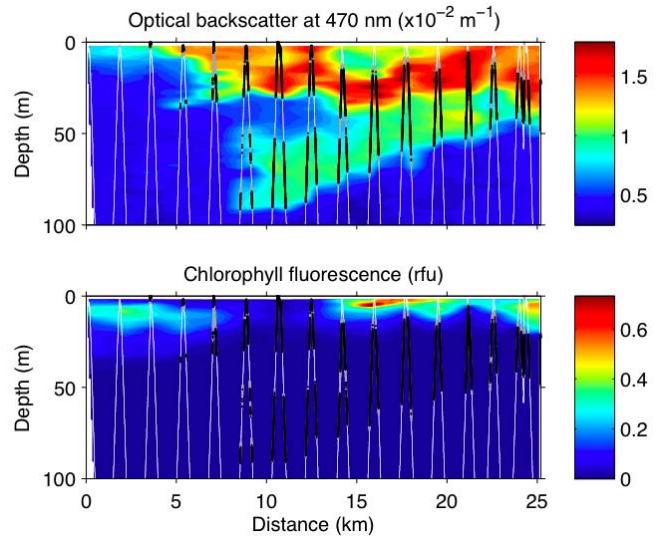 Optical backscatter at 470 nm (x10⁻² m⁻¹)
0
50
100
Depth (m)
1.5
1
0.5
Chlorophyll fluorescence (rfu)
0
50
100
Depth (m)
0 5 10 15 20 25
Distance (km)
0.6
0.4
0.2
0